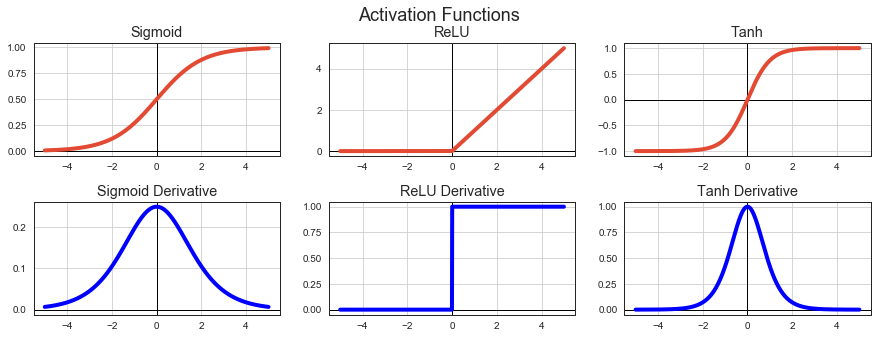 Activation Functions
Sigmoid
ReLU
Tanh
1.00
0.75
0.50
0.25
0.00
−4 −2 0 2 4
4
2
0
−4 −2 0 2 4
1.0
0.5
0.0
−0.5
−1.0
−4 −2 0 2 4
Sigmoid Derivative
ReLU Derivative
Tanh Derivative
0.2
0.1
0.0
−4 −2 0 2 4
1.00
0.75
0.50
0.25
0.00
−4 −2 0 2 4
1.00
0.75
0.50
0.25
0.00
−4 −2 0 2 4